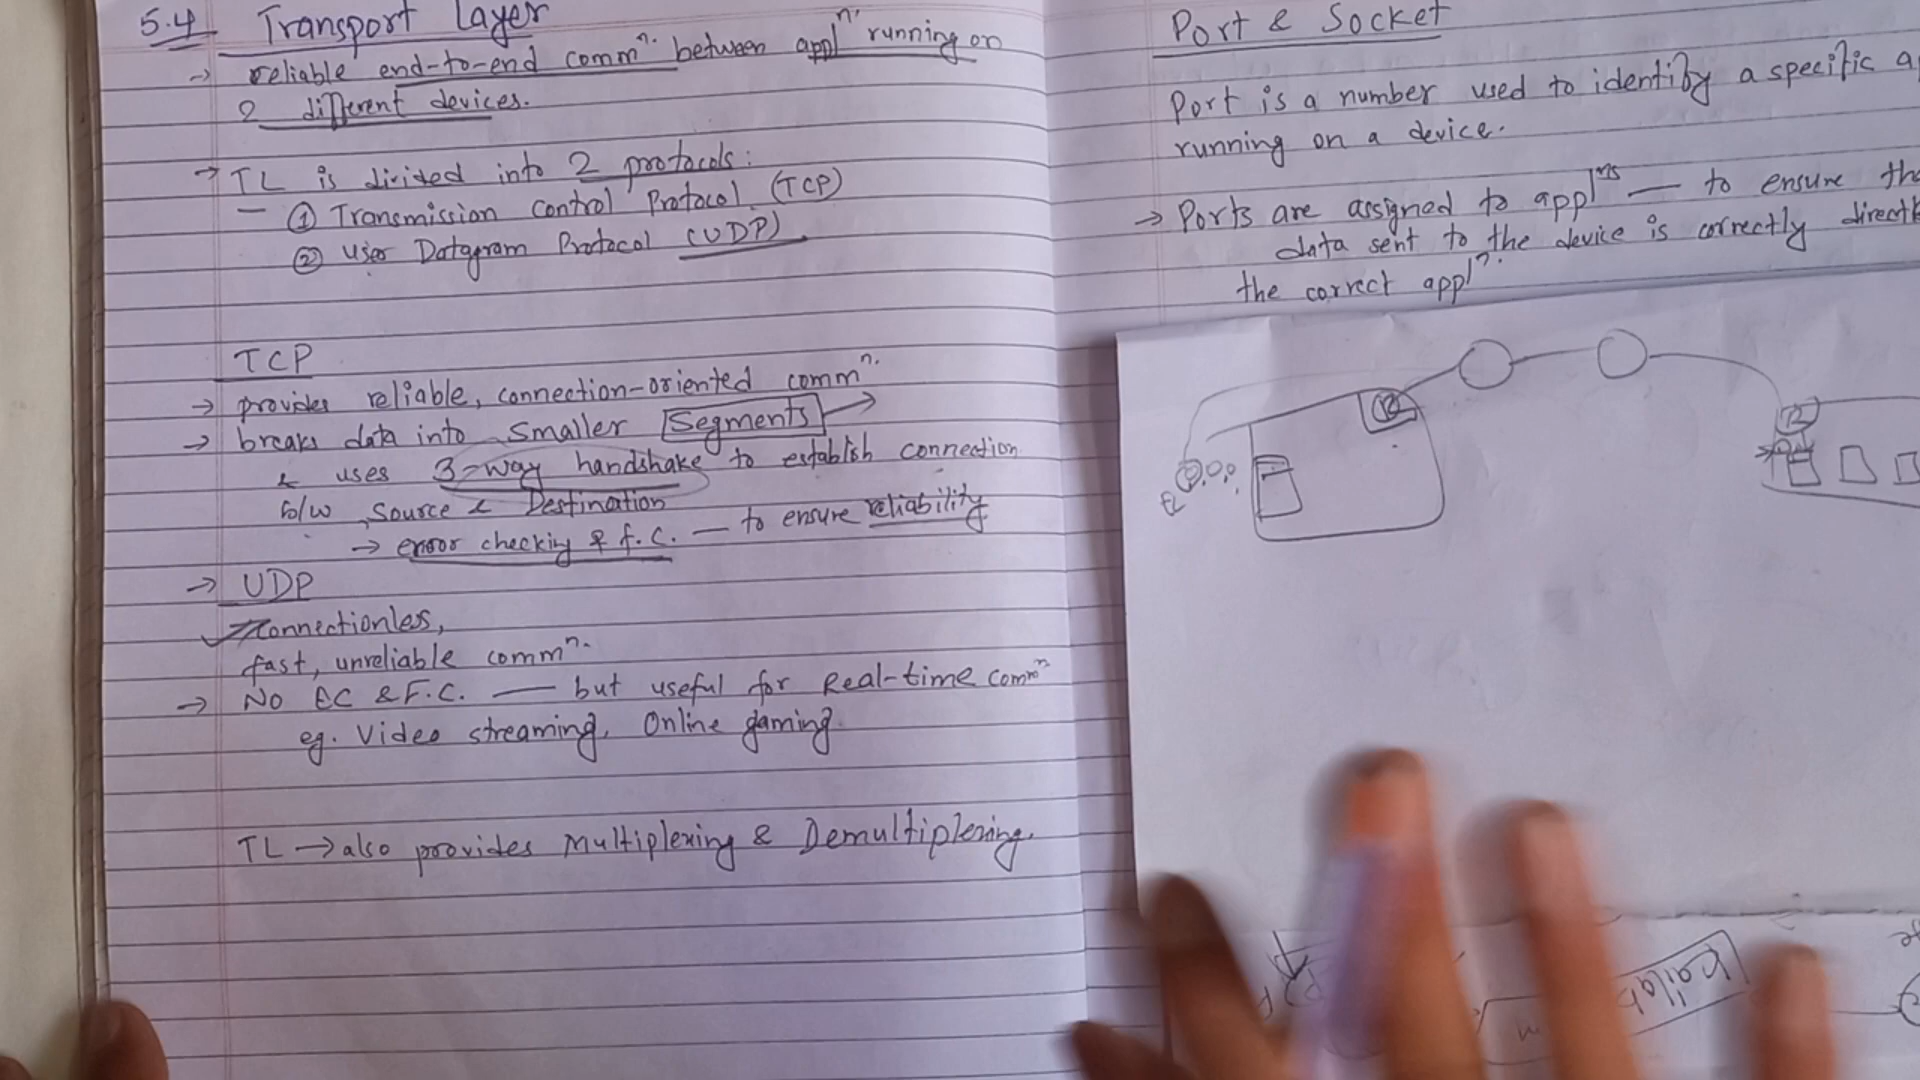 5.4 Transport Layer
→ reliable end-to-end commⁿ. between applⁿ. running on
2 different devices.
→ TL is divided into 2 protocols:
— ① Transmission Control Protocol (TCP)
② User Datagram Protocol (UDP)
TCP
→ provides reliable, connection-oriented commⁿ.
→ breaks data into smaller Segments →
& uses 3-way handshake to establish connection
b/w Source & Destination
→ error checking & f.c. — to ensure reliability
→ UDP
Connectionless,
fast, unreliable commⁿ.
→ No EC & F.C. — but useful for Real-time commⁿ
eg. Video streaming, Online gaming.
TL → also provides Multiplexing & Demultiplexing.
Port & Socket
Port is a number used to identify a specific
running on a device.
→ Ports are assigned to applⁿˢ — to ensure
data sent to the device is correctly
the correct applⁿ.